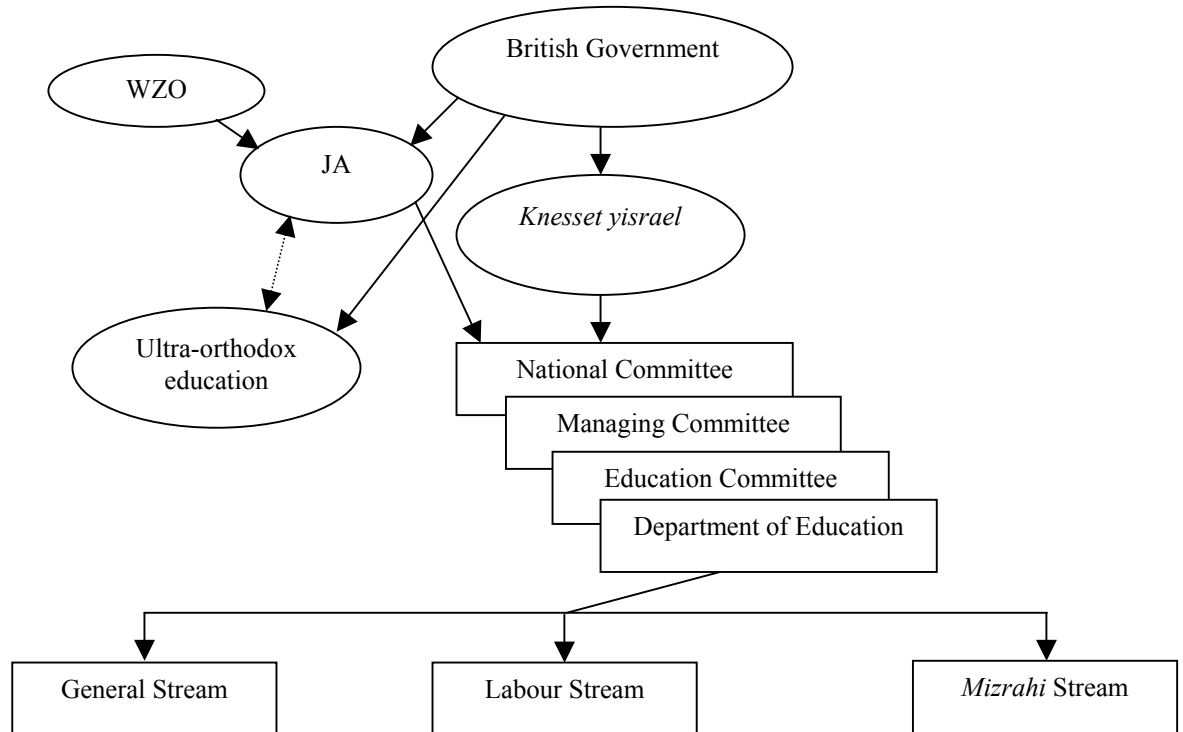 British Government
WZO
JA
Knesset yisrael
Ultra-orthodox
education
National Committee
Managing Committee
Education Committee
Department of Education
General Stream
Labour Stream
Mizrahi Stream